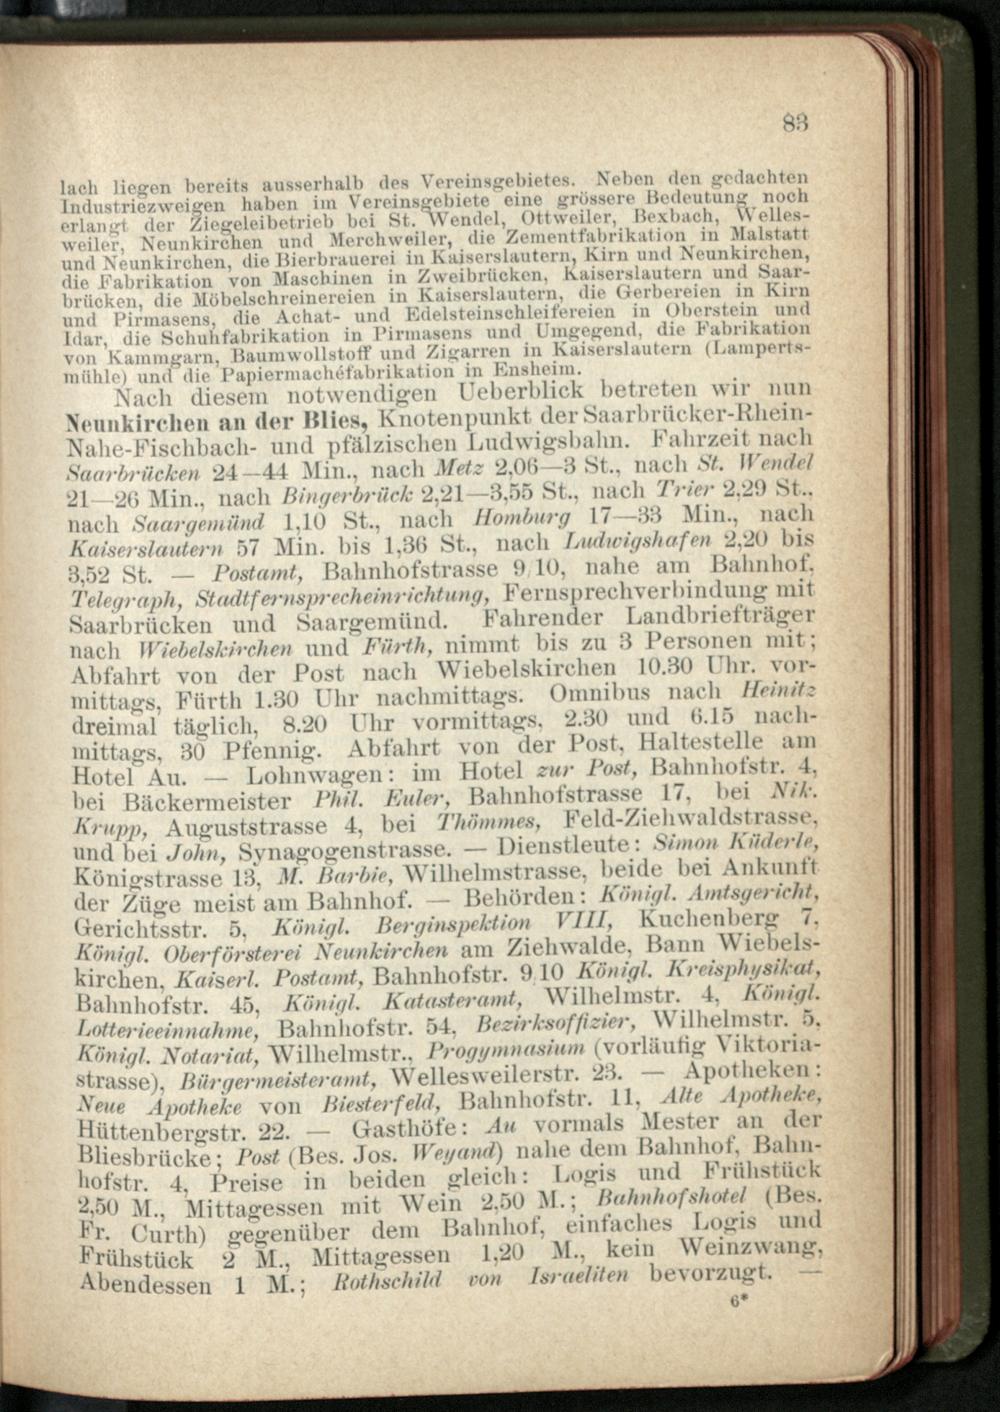 83
lach liegen bereits ausserhalb des Vereinsgebietes. Neben den gedachten
Industriezweigen haben im Vereinsgebiete eine grössere Bedeutung noch
erlangt der Ziegeleibetrieb bei St. Wendel, Ottweiler, Bexbach, Welles-
weiler, Neunkirchen und Merchweiler, die Zementfabrikation in Malstatt
und Neunkirchen, die Bierbrauerei in Kaiserslautern, Kirn und Neunkirchen,
die Fabrikation von Maschinen in Zweibrücken, Kaiserslautern und Saar-
brücken, die Möbelschreinereien in Kaiserslautern, die Gerbereien in Kirn
und Pirmasens, die Achat- und Edelsteinschleifereien in Oberstein und
Idar, die Schuhfabrikation in Pirmasens und Umgegend, die Fabrikation
von Kammgarn, Baumwollstoff und Zigarren in Kaiserslautern (Lamperts-
mühle) und die Papiermachéfabrikation in Ensheim.
Nach diesem notwendigen Ueberblick betreten wir nun
Neunkirchen an der Blies, Knotenpunkt der Saarbrücker-Rhein-
Nahe-Fischbach- und pfälzischen Ludwigsbahn. Fahrzeit nach
Saarbrücken 24—44 Min., nach Metz 2,06—3 St., nach St. Wendel
21—26 Min., nach Bingerbrück 2,21—3,55 St., nach Trier 2,29 St.,
nach Saargemünd 1,10 St., nach Homburg 17—33 Min., nach
Kaiserslautern 57 Min. bis 1,36 St., nach Ludwigshafen 2,20 bis
3,52 St. — Postamt, Bahnhofstrasse 9/10, nahe am Bahnhof,
Telegraph, Stadtfernsprecheinrichtung, Fernsprechverbindung mit
Saarbrücken und Saargemünd. Fahrender Landbriefträger
nach Wiebelskirchen und Fürth, nimmt bis zu 3 Personen mit;
Abfahrt von der Post nach Wiebelskirchen 10.30 Uhr. vor-
mittags, Fürth 1.30 Uhr nachmittags. Omnibus nach Heinitz
dreimal täglich, 8.20 Uhr vormittags, 2.30 und 6.15 nach-
mittags, 30 Pfennig. Abfahrt von der Post, Haltestelle am
Hotel Au. — Lohnwagen: im Hotel zur Post, Bahnhofstr. 4,
bei Bäckermeister Phil. Euler, Bahnhofstrasse 17, bei Nik.
Krupp, Auguststrasse 4, bei Thömmes, Feld-Ziehwaldstrasse,
und bei John, Synagogenstrasse. — Dienstleute: Simon Küderle,
Königstrasse 13, M. Barbie, Wilhelmstrasse, beide bei Ankunft
der Züge meist am Bahnhof. — Behörden: Königl. Amtsgericht,
Gerichtsstr. 5, Königl. Berginspektion VIII, Kuchenberg 7,
Königl. Oberförsterei Neunkirchen am Ziehwalde, Bann Wiebels-
kirchen, Kaiserl. Postamt, Bahnhofstr. 9/10 Königl. Kreisphysikat,
Bahnhofstr. 45, Königl. Katasteramt, Wilhelmstr. 4, Königl.
Lotterieeinnahme, Bahnhofstr. 54, Bezirksoffizier, Wilhelmstr. 5,
Königl. Notariat, Wilhelmstr., Progymnasium (vorläufig Viktoria-
strasse), Bürgermeisteramt, Wellesweilerstr. 23. — Apotheken:
Neue Apotheke von Biesterfeld, Bahnhofstr. 11, Alte Apotheke,
Hüttenbergstr. 22. — Gasthöfe: Au vormals Mester an der
Bliesbrücke; Post (Bes. Jos. Weyand) nahe dem Bahnhof, Bahn-
hofstr. 4, Preise in beiden gleich: Logis und Frühstück
2,50 M., Mittagessen mit Wein 2,50 M.; Bahnhofshotel (Bes.
Fr. Curth) gegenüber dem Bahnhof, einfaches Logis und
Frühstück 2 M., Mittagessen 1,20 M., kein Weinzwang,
Abendessen 1 M.; Rothschild von Israeliten bevorzugt. —
6*